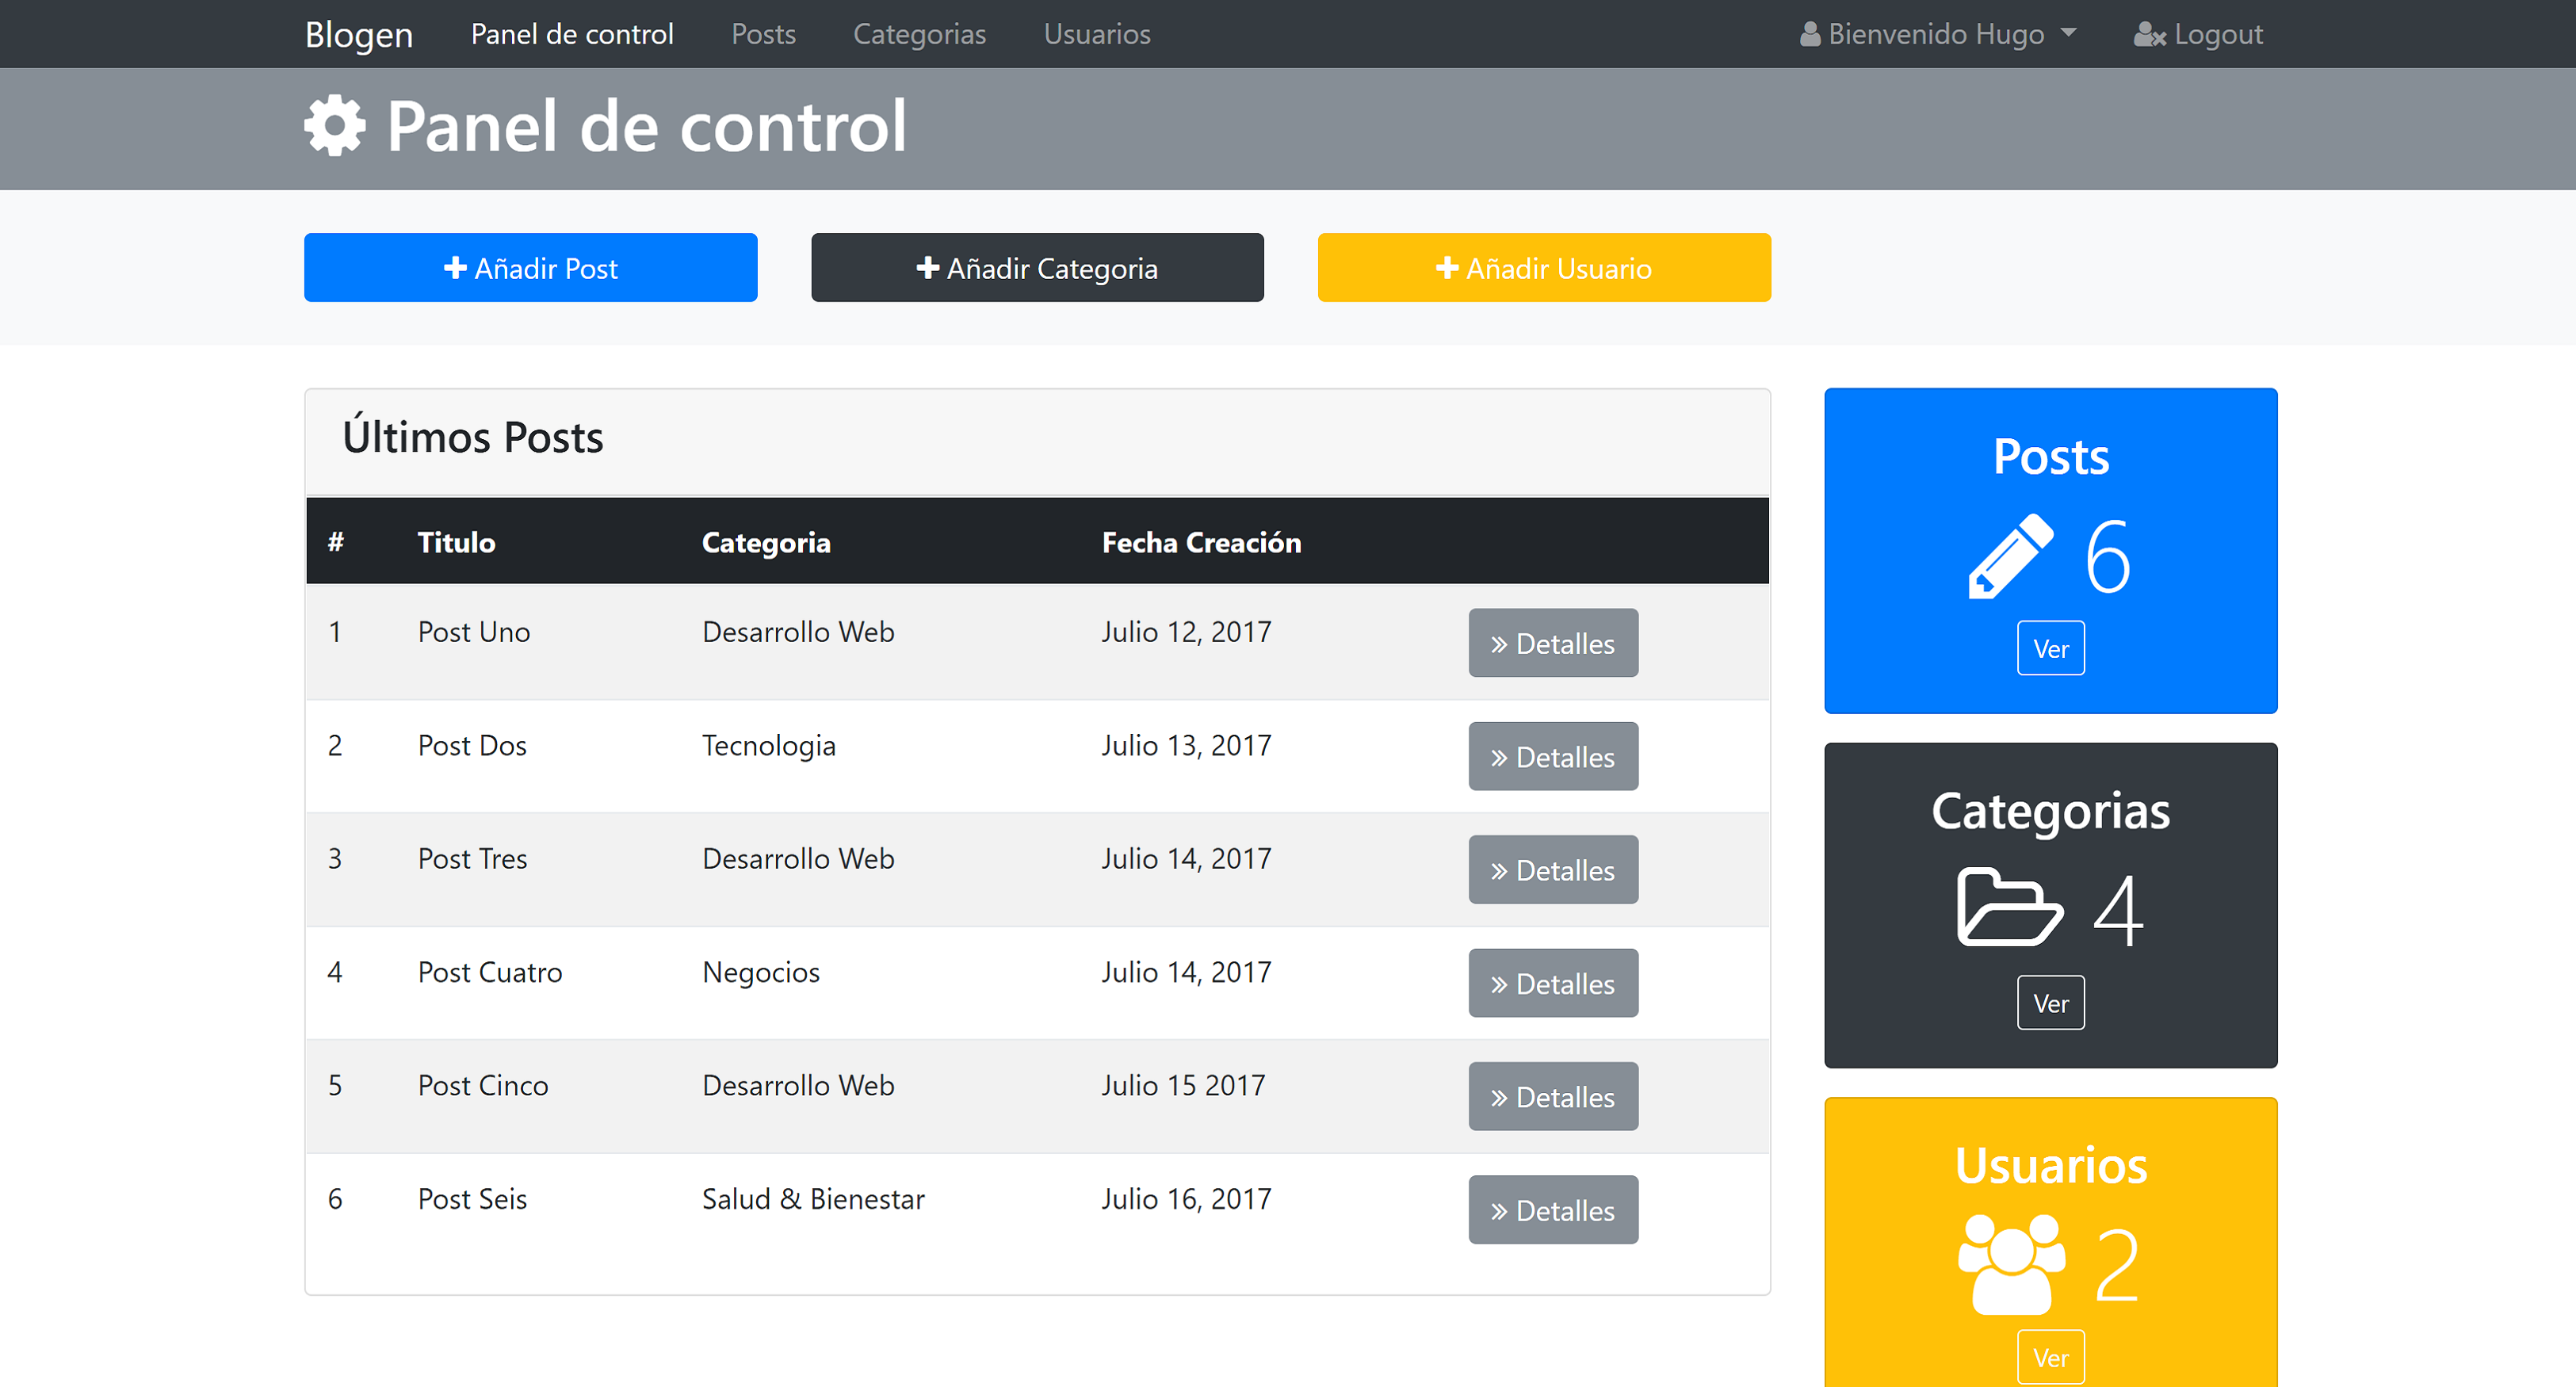 Blogen Panel de control Posts Categorias Usuarios Bienvenido Hugo Logout
Panel de control
Añadir Post Añadir Categoria Añadir Usuario
Últimos Posts
# Titulo Categoria Fecha Creación
1 Post Uno Desarrollo Web Julio 12, 2017 » Detalles
2 Post Dos Tecnologia Julio 13, 2017 » Detalles
3 Post Tres Desarrollo Web Julio 14, 2017 » Detalles
4 Post Cuatro Negocios Julio 14, 2017 » Detalles
5 Post Cinco Desarrollo Web Julio 15 2017 » Detalles
6 Post Seis Salud & Bienestar Julio 16, 2017 » Detalles
Posts
6
Ver
Categorias
4
Ver
Usuarios
2
Ver